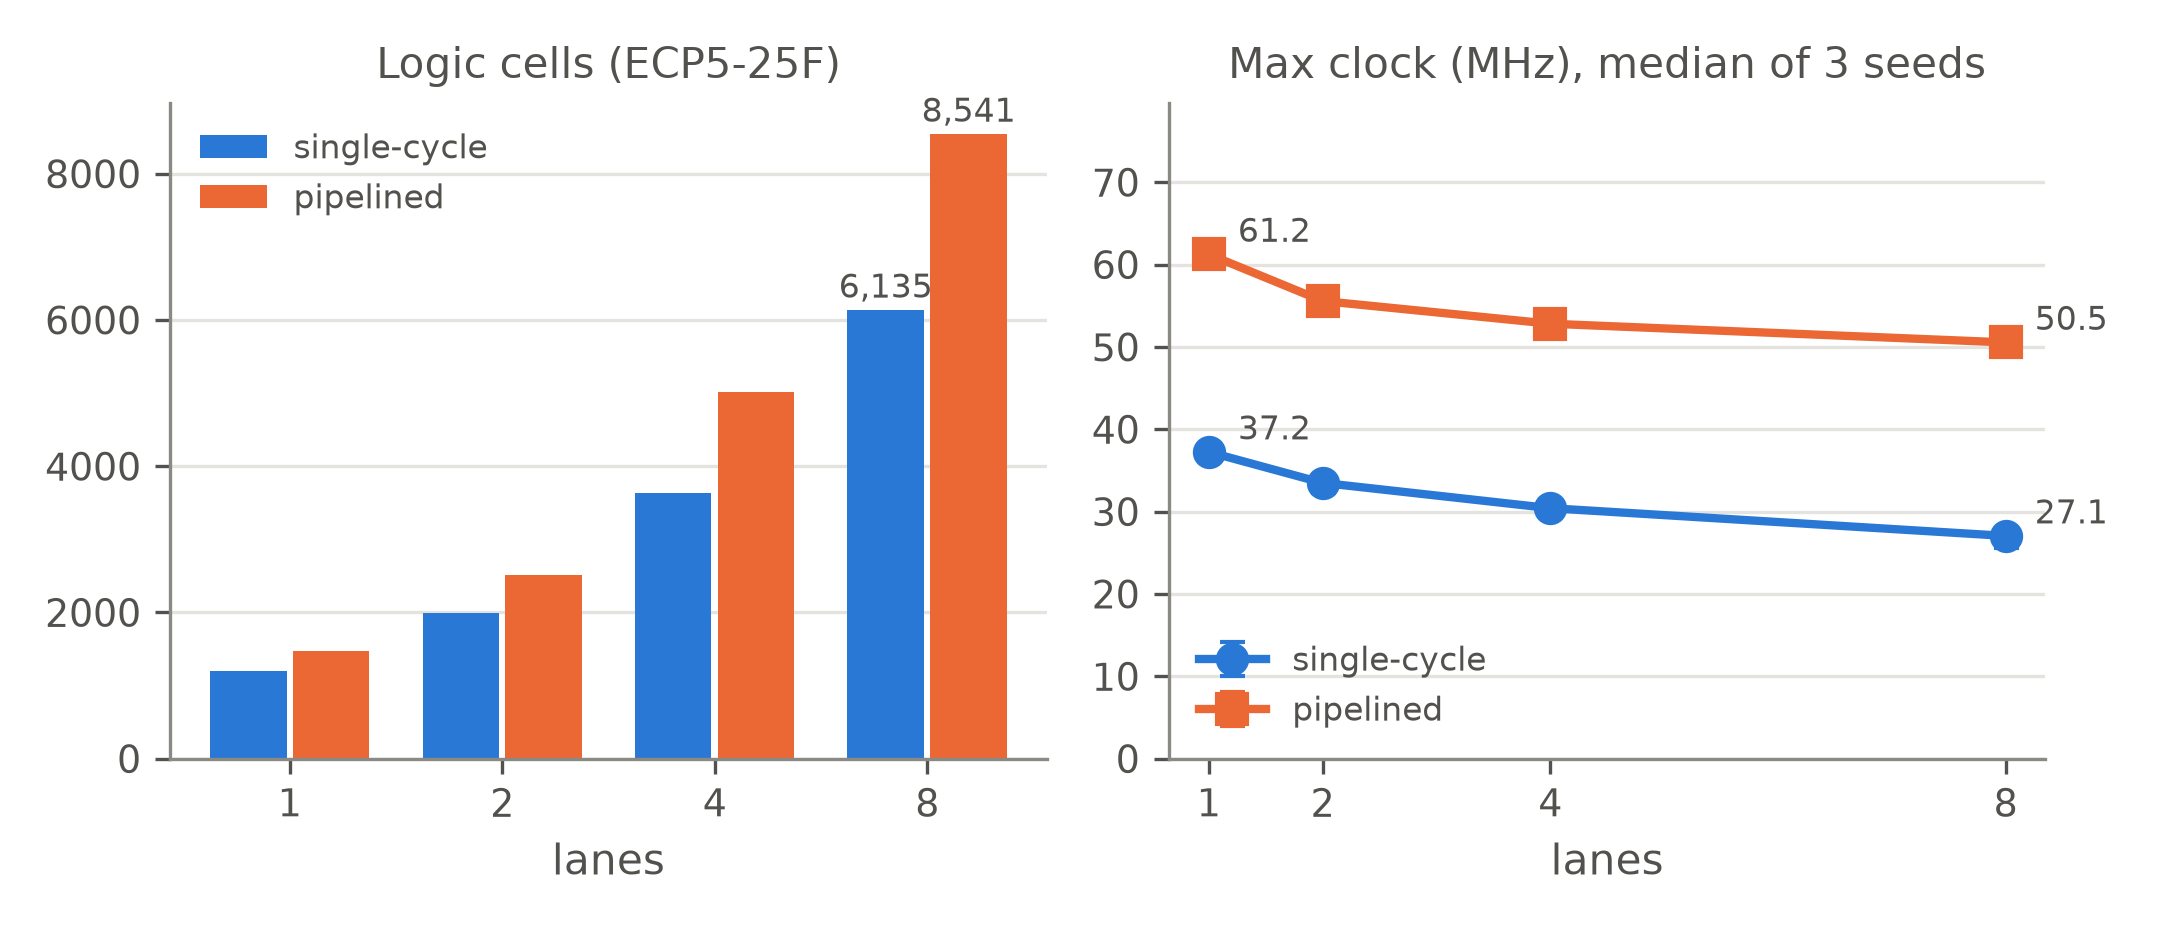 Logic cells (ECP5-25F)
single-cycle
pipelined
8,541
6,135
8000
6000
4000
2000
0
1 2 4 8
lanes
Max clock (MHz), median of 3 seeds
70
60
50
40
30
20
10
0
61.2
50.5
37.2
27.1
single-cycle
pipelined
1 2 4 8
lanes